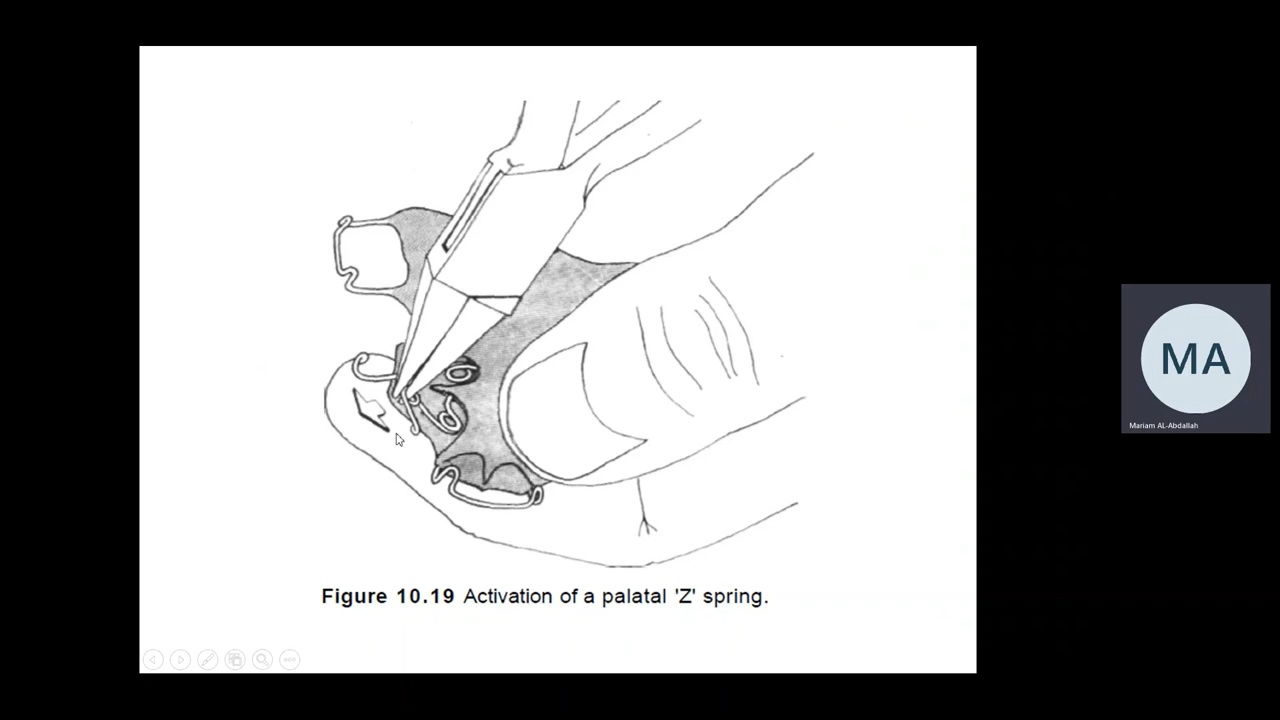 MA
Mariam AL-Abdallah
Figure 10.19 Activation of a palatal 'Z' spring.